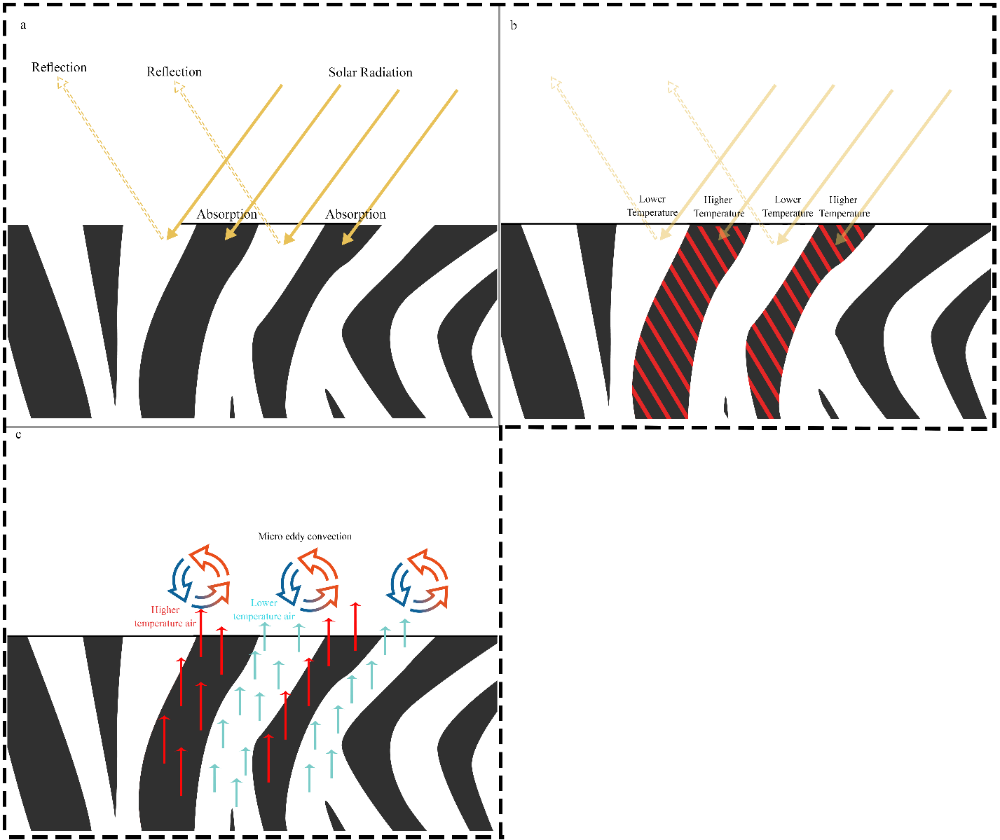 a
Reflection
Reflection
Solar Radiation
Absorption
Absorption
b
Lower
Temperature
Higher
Temperature
Lower
Temperature
Higher
Temperature
c
Micro eddy convection
Higher
temperature air
Lower
temperature air